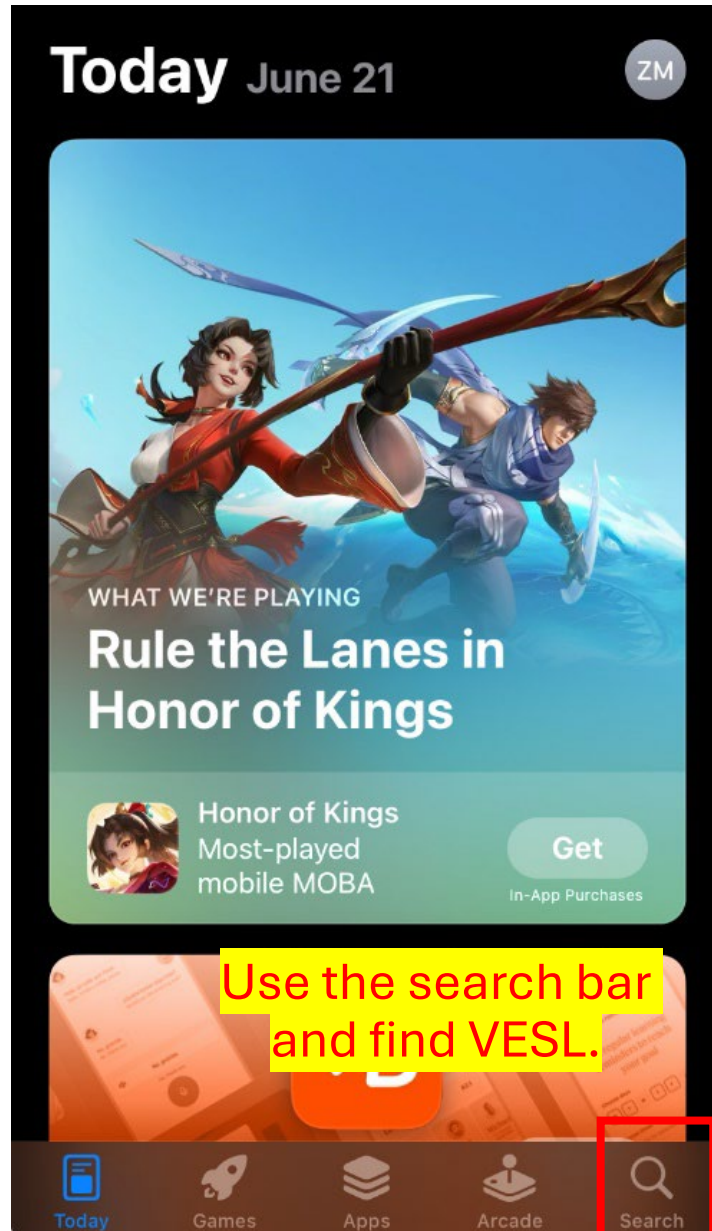 Today June 21
ZM
WHAT WE'RE PLAYING
Rule the Lanes in
Honor of Kings
Honor of Kings
Most-played
mobile MOBA
Get
In-App Purchases
Use the search bar
and find VESL.
Today
Games
Apps
Arcade
Search